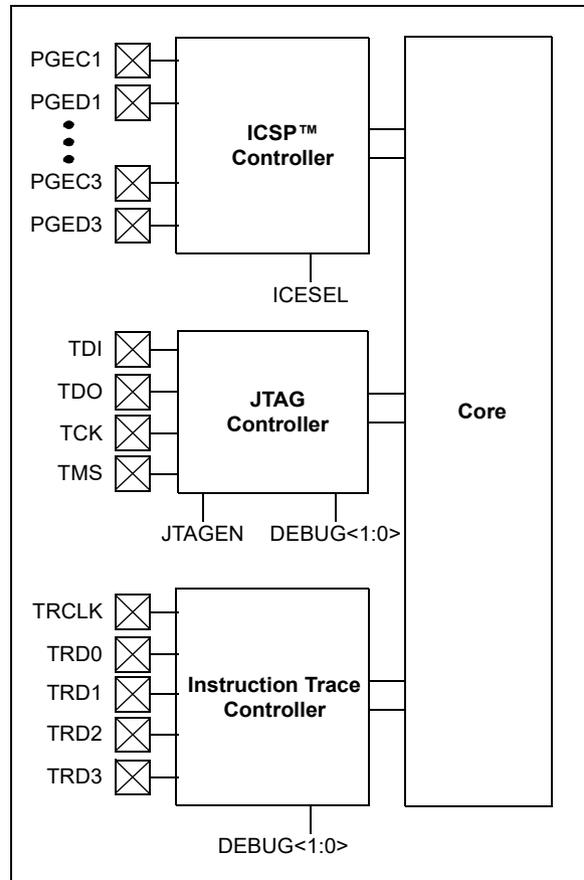 PGEC1
PGED1
PGEC3
PGED3
ICSP™
Controller
ICESEL
TDI
TDO
TCK
TMS
JTAG
Controller
JTAGEN
DEBUG<1:0>
Core
TRCLK
TRD0
TRD1
TRD2
TRD3
Instruction Trace
Controller
DEBUG<1:0>